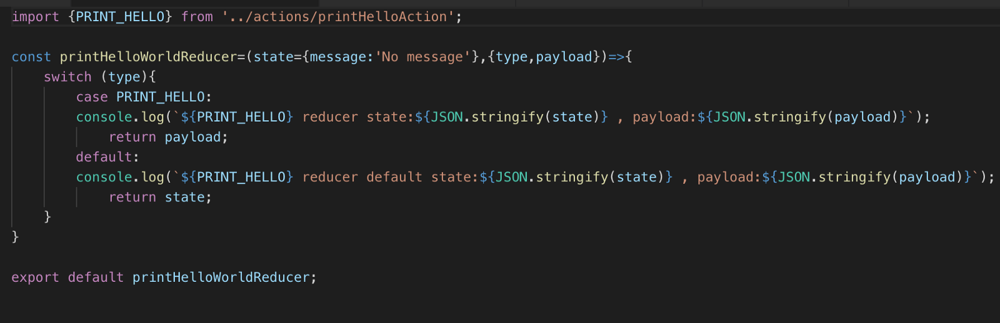 import {PRINT_HELLO} from '../actions/printHelloAction';
const printHelloWorldReducer=(state={message:'No message'},{type,payload})=>{
switch (type){
case PRINT_HELLO:
console.log(`${PRINT_HELLO} reducer state:${JSON.stringify(state)} , payload:${JSON.stringify(payload)}`);
return payload;
default:
console.log(`${PRINT_HELLO} reducer default state:${JSON.stringify(state)} , payload:${JSON.stringify(payload)}`);
return state;
}
}
export default printHelloWorldReducer;